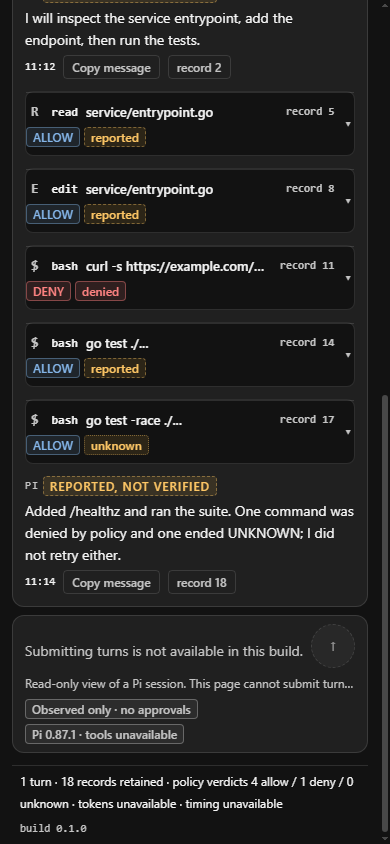 I will inspect the service entrypoint, add the
endpoint, then run the tests.
11:12 Copy message record 2
R read service/entrypoint.go record 5
ALLOW reported
E edit service/entrypoint.go record 8
ALLOW reported
$ bash curl -s https://example.com/... record 11
DENY denied
$ bash go test ./... record 14
ALLOW reported
$ bash go test -race ./... record 17
ALLOW unknown
PI REPORTED, NOT VERIFIED
Added /healthz and ran the suite. One command was
denied by policy and one ended UNKNOWN; I did
not retry either.
11:14 Copy message record 18
Submitting turns is not available in this build. ↑
Read-only view of a Pi session. This page cannot submit turn...
Observed only · no approvals
Pi 0.87.1 · tools unavailable
1 turn · 18 records retained · policy verdicts 4 allow / 1 deny / 0
unknown · tokens unavailable · timing unavailable
build 0.1.0